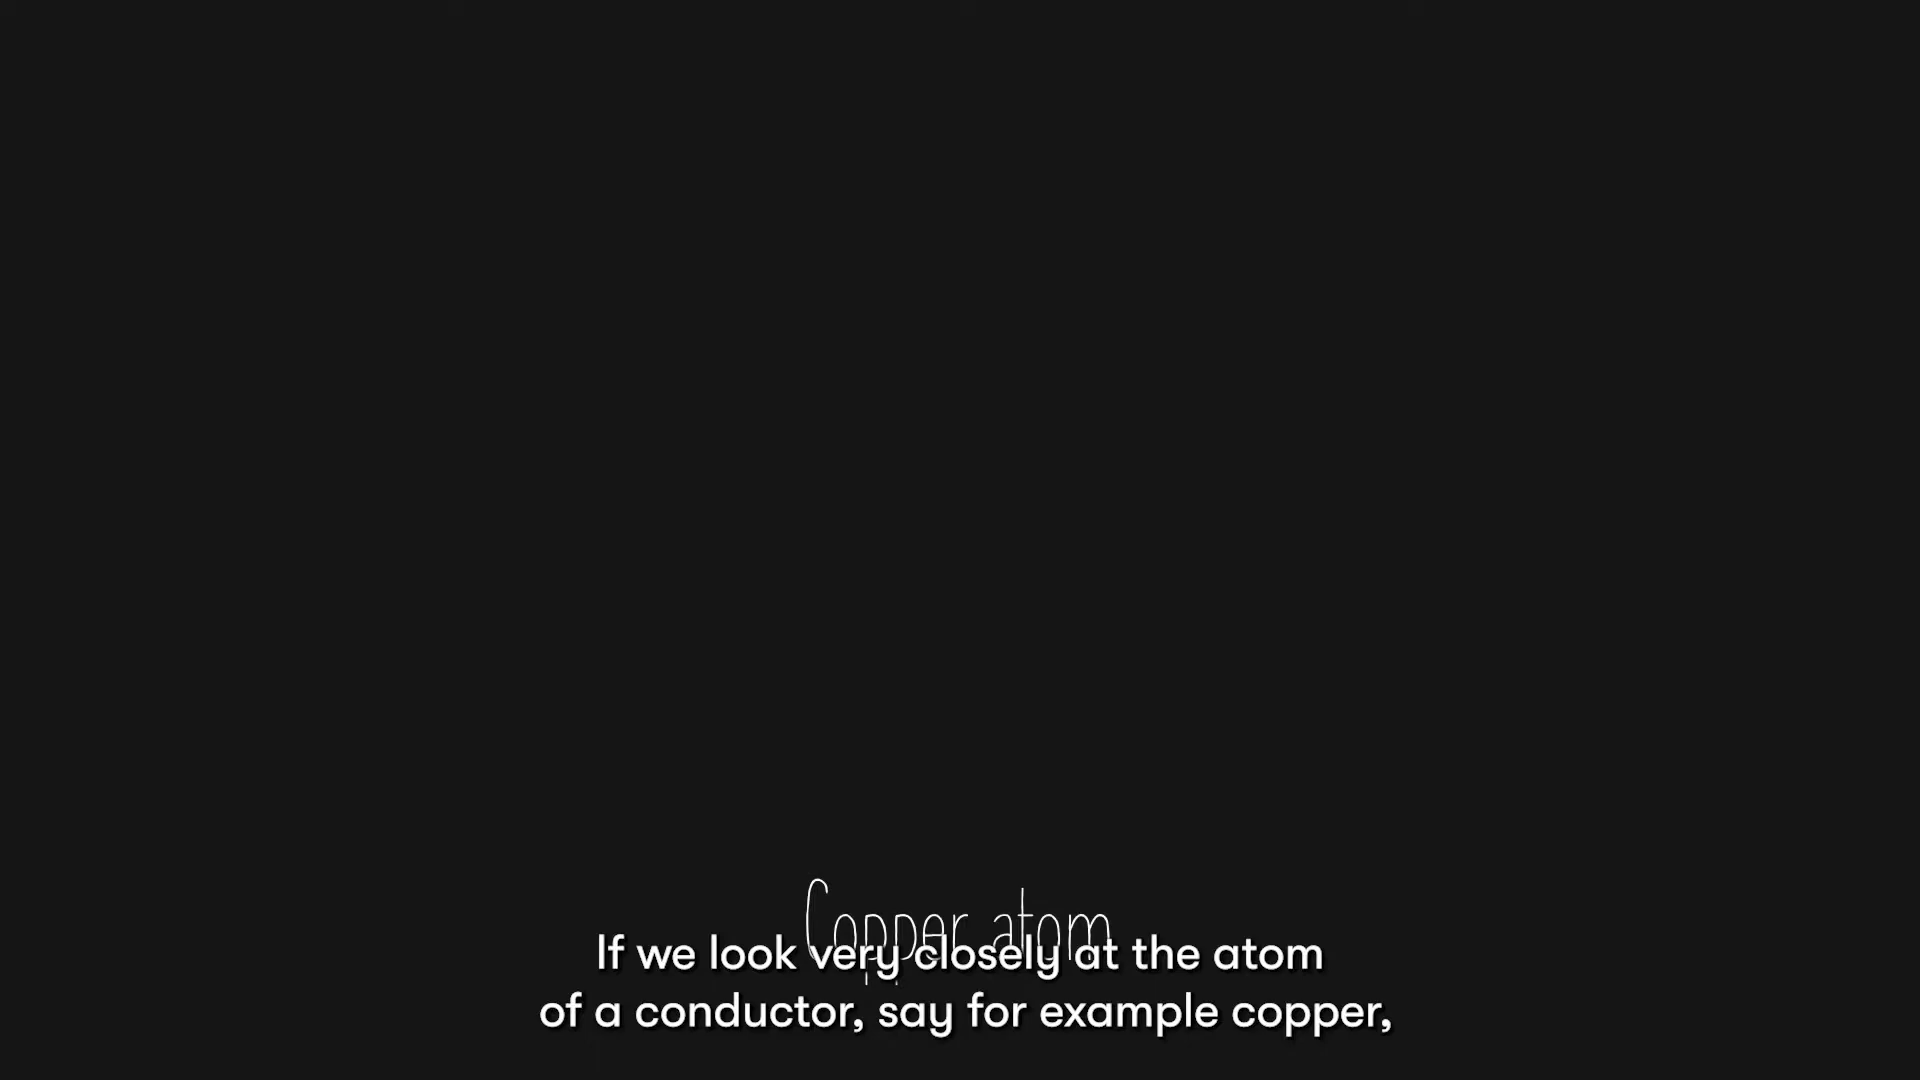 Copper atom
If we look very closely at the atom
of a conductor, say for example copper,